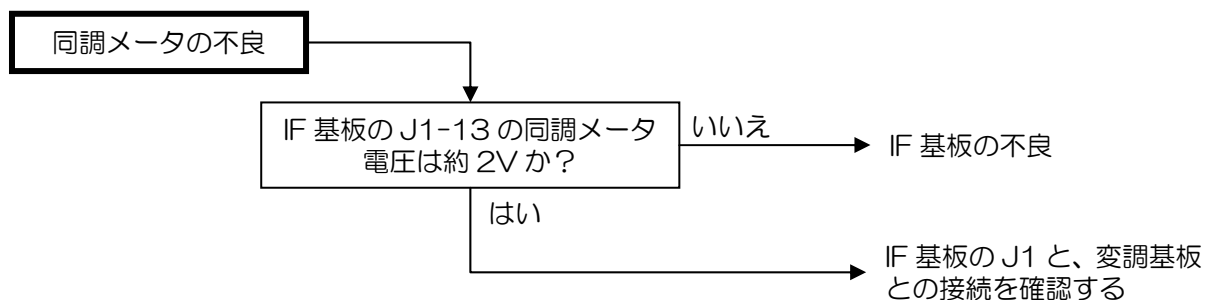 同調メータの不良
IF 基板の J1-13 の同調メータ
電圧は約 2V か？
いいえ
IF 基板の不良
はい
IF 基板の J1 と、変調基板
との接続を確認する